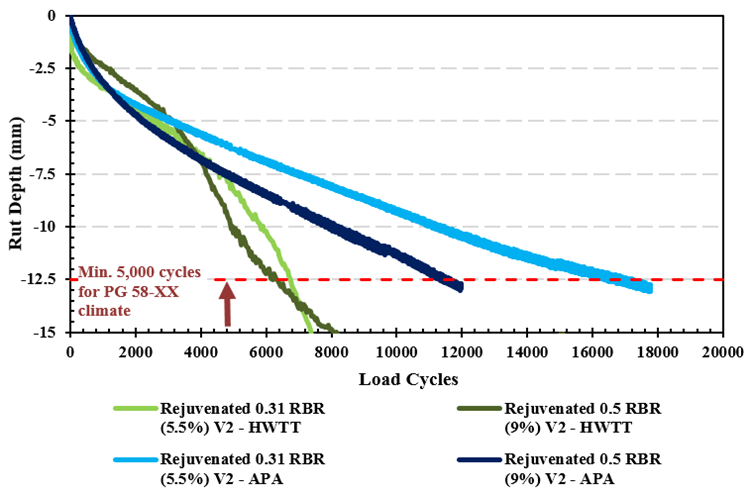 0
-2.5
-5
-7.5
-10
-12.5
-15
Rut Depth (mm)
Min. 5,000 cycles
for PG 58-XX
climate
0 2000 4000 6000 8000 10000 12000 14000 16000 18000 20000
Load Cycles
Rejuvenated 0.31 RBR
(5.5%) V2 - HWTT
Rejuvenated 0.5 RBR
(9%) V2 - HWTT
Rejuvenated 0.31 RBR
(5.5%) V2 - APA
Rejuvenated 0.5 RBR
(9%) V2 - APA